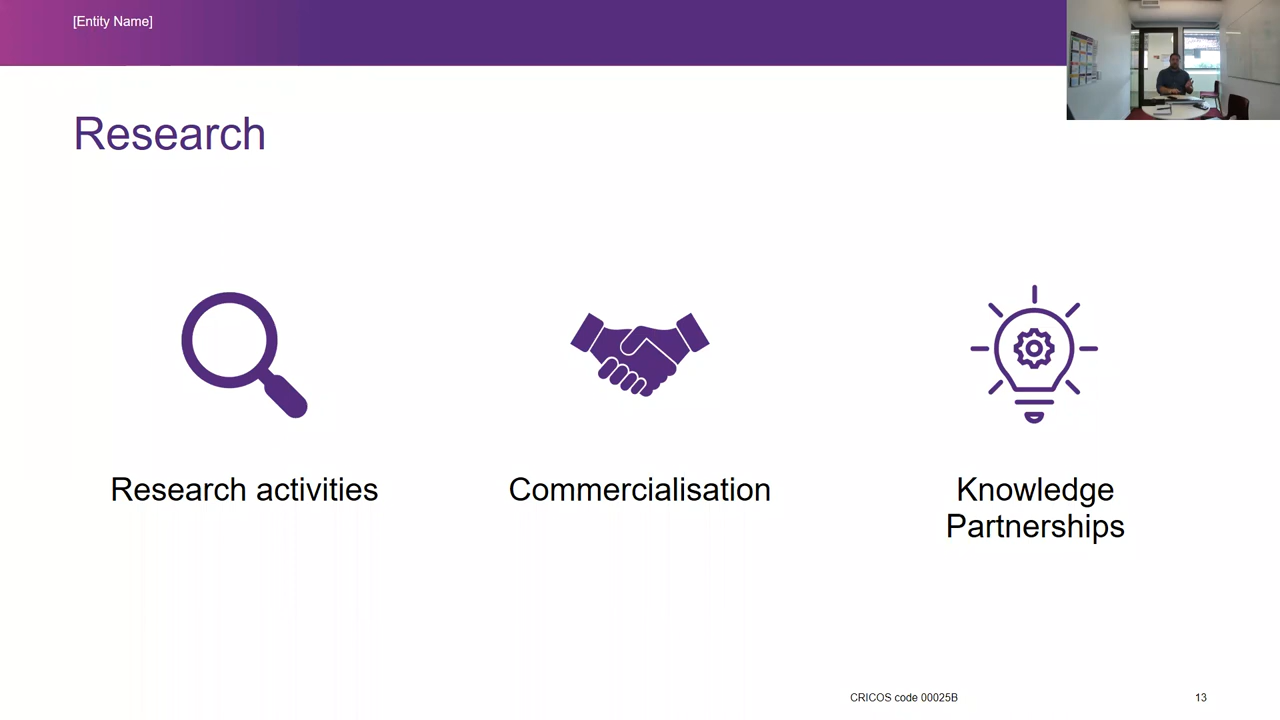 [Entity Name]
Research
Research activities
Commercialisation
Knowledge
Partnerships
CRICOS code 00025B
13